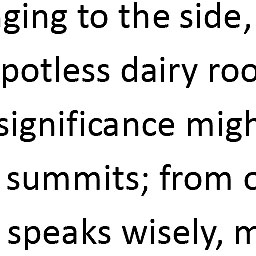 ging to the side,
potless dairy roo
significance migh
summits; from
speaks wisely, m